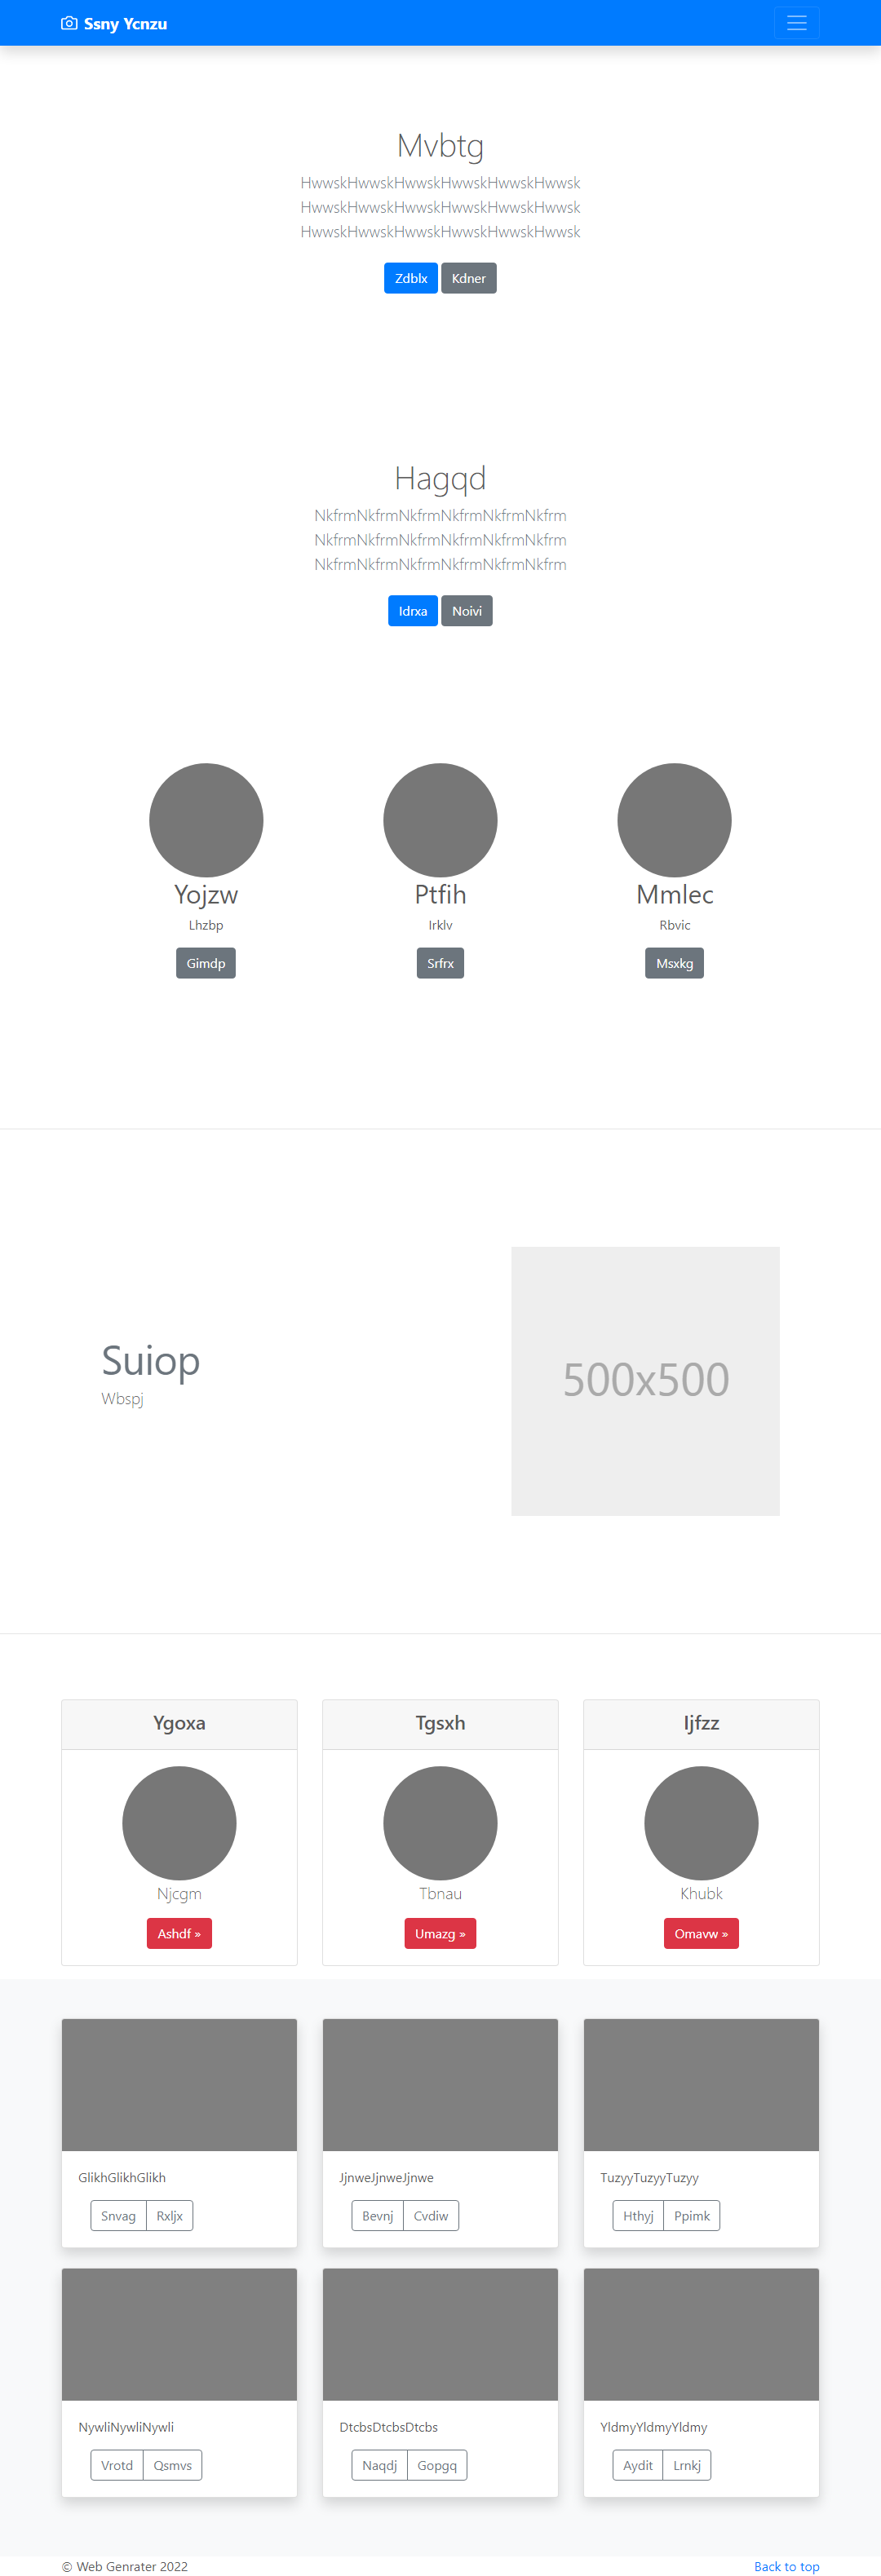 Ssny Ycnzu
Mvbtg
HwwskHwwskHwwskHwwskHwwskHwwsk
HwwskHwwskHwwskHwwskHwwskHwwsk
HwwskHwwskHwwskHwwskHwwskHwwsk
Zdblx Kdner
Hagqd
NkfrmNkfrmNkfrmNkfrmNkfrmNkfrm
NkfrmNkfrmNkfrmNkfrmNkfrmNkfrm
NkfrmNkfrmNkfrmNkfrmNkfrmNkfrm
Idrxa Noivi
Yojzw Ptfih Mmlec
Lhzbp Irklv Rbvic
Gimdp Srfrx Msxkg
Suiop
Wbspj
500x500
Ygoxa Tgsxh Ijfzz
Njcgm Tbnau Khubk
Ashdf » Umazg » Omavw »
GlikhGlikhGlikh JjnweJjnweJjnwe TuzyyTuzyyTuzyy
Snvag Rxljx Bevnj Cvdiw Hthyj Ppimk
NywliNywliNywli DtcbsDtcbsDtcbs YldmyYldmyYldmy
Vrotd Qsmvs Naqdj Gopgq Aydit Lrnkj
© Web Genrater 2022 Back to top